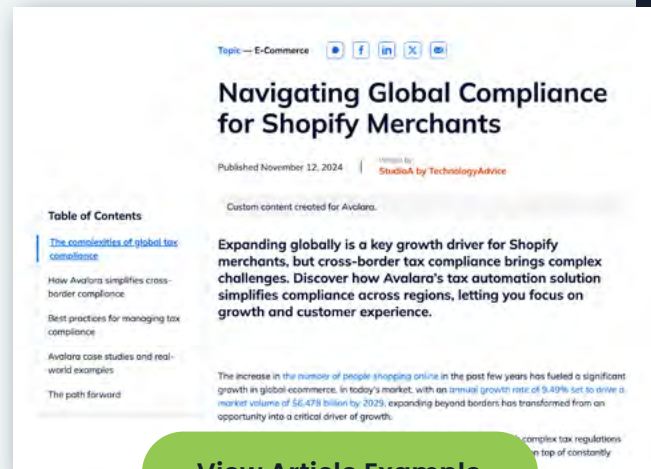 Topic — E-Commerce
Navigating Global Compliance
for Shopify Merchants
Published November 12, 2024
Written by
StudioA by TechnologyAdvice
Custom content created for Avalara.
Table of Contents
The complexities of global tax
compliance
How Avalara simplifies cross-
border compliance
Best practices for managing tax
compliance
Avalara case studies and real-
world examples
The path forward
Expanding globally is a key growth driver for Shopify
merchants, but cross-border tax compliance brings complex
challenges. Discover how Avalara's tax automation solution
simplifies compliance across regions, letting you focus on
growth and customer experience.
The increase in the number of people shopping online in the past few years has fueled a significant
growth in global ecommerce. In today's market, with an annual growth rate of 9.49% set to drive a
market volume of $6,478 billion by 2029, expanding beyond borders has transformed from an
opportunity into a critical driver of growth.
complex tax regulations
on top of constantly
View Article Example